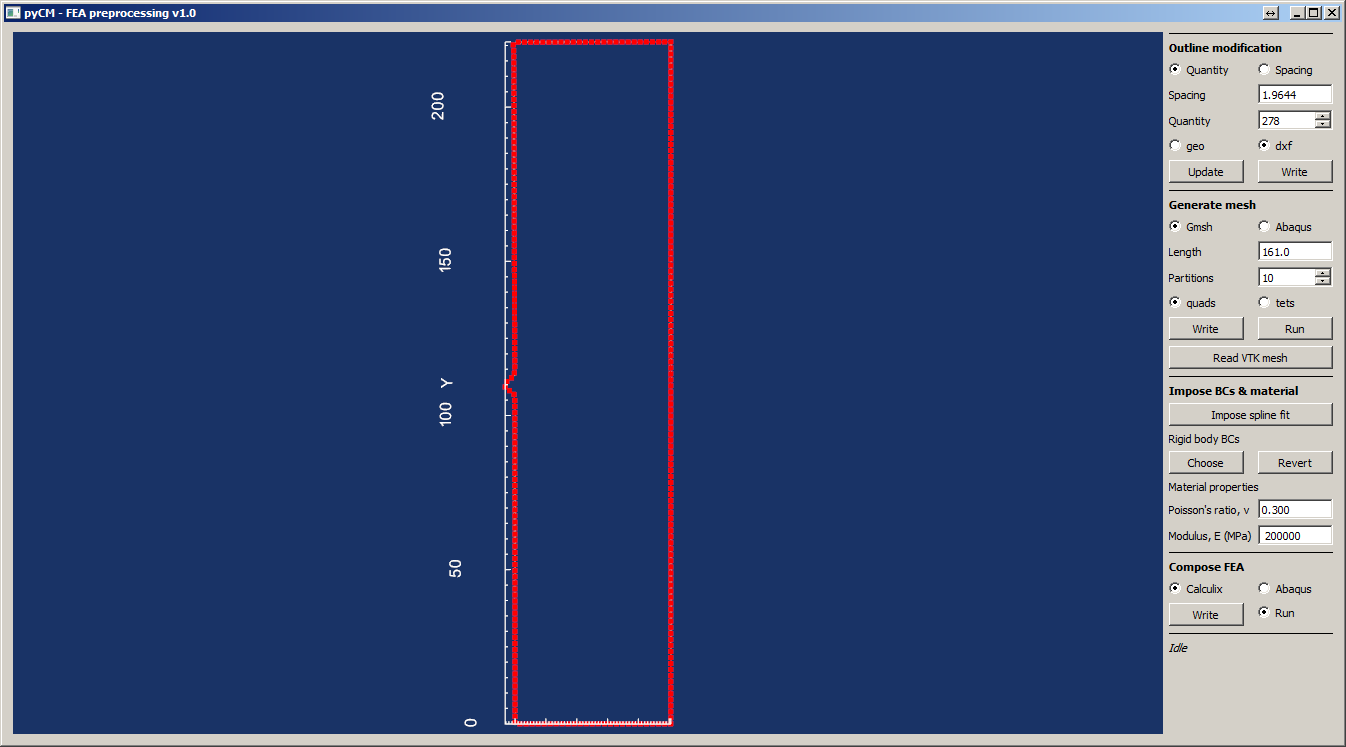 pyCM - FEA preprocessing v1.0
200
150
Y
100
50
0
Outline modification
Quantity Spacing
Spacing 1.9644
Quantity 278
geo dxf
Update Write
Generate mesh
Gmsh Abaqus
Length 161.0
Partitions 10
quads tets
Write Run
Read VTK mesh
Impose BCs & material
Impose spline fit
Rigid body BCs
Choose Revert
Material properties
Poisson's ratio, v 0.300
Modulus, E (MPa) 200000
Compose FEA
Calculix Abaqus
Write Run
Idle